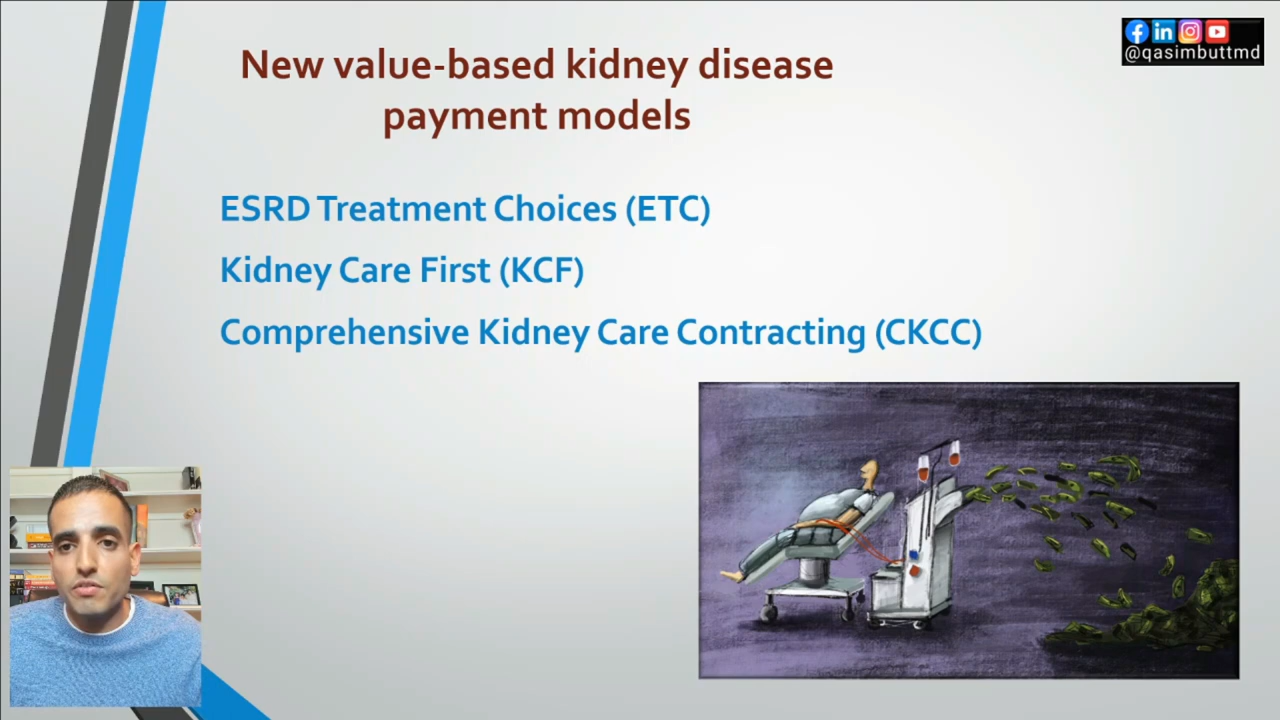 New value-based kidney disease
payment models
@qasimbuttmd
ESRD Treatment Choices (ETC)
Kidney Care First (KCF)
Comprehensive Kidney Care Contracting (CKCC)